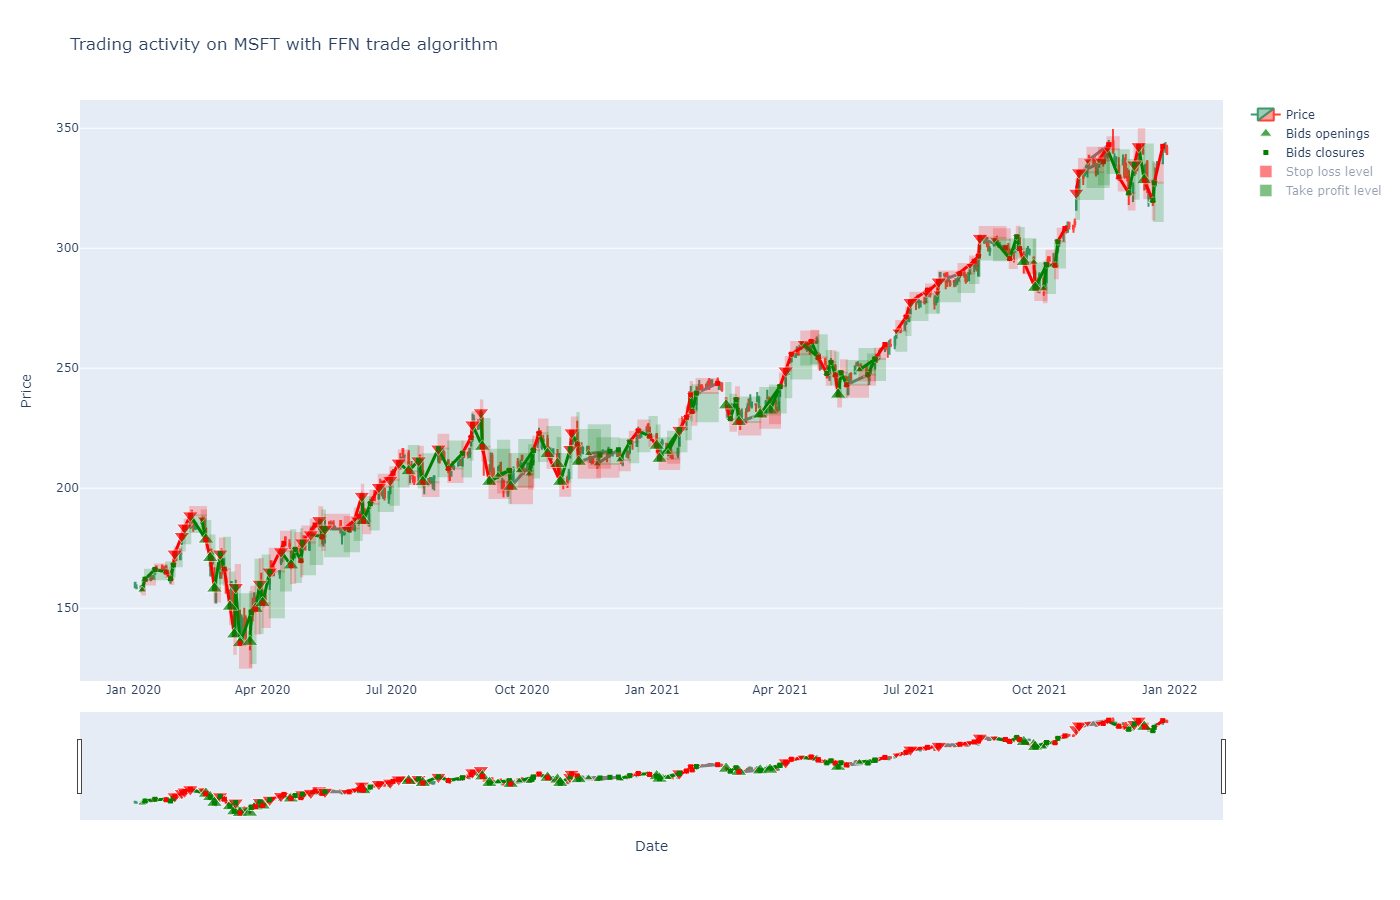 Trading activity on MSFT with FFN trade algorithm
Price
Bids openings
Bids closures
Stop loss level
Take profit level
350
300
250
200
150
Price
Jan 2020
Apr 2020
Jul 2020
Oct 2020
Jan 2021
Apr 2021
Jul 2021
Oct 2021
Jan 2022
Date